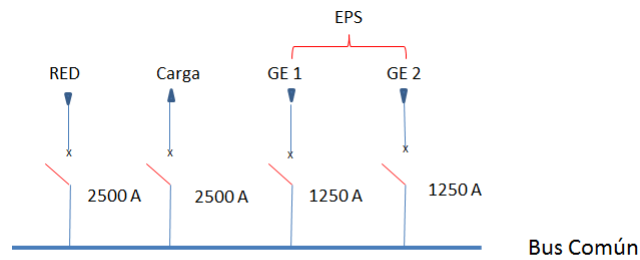 EPS
RED Carga GE 1 GE 2
x x x x
2500 A 2500 A 1250 A 1250 A
Bus Común